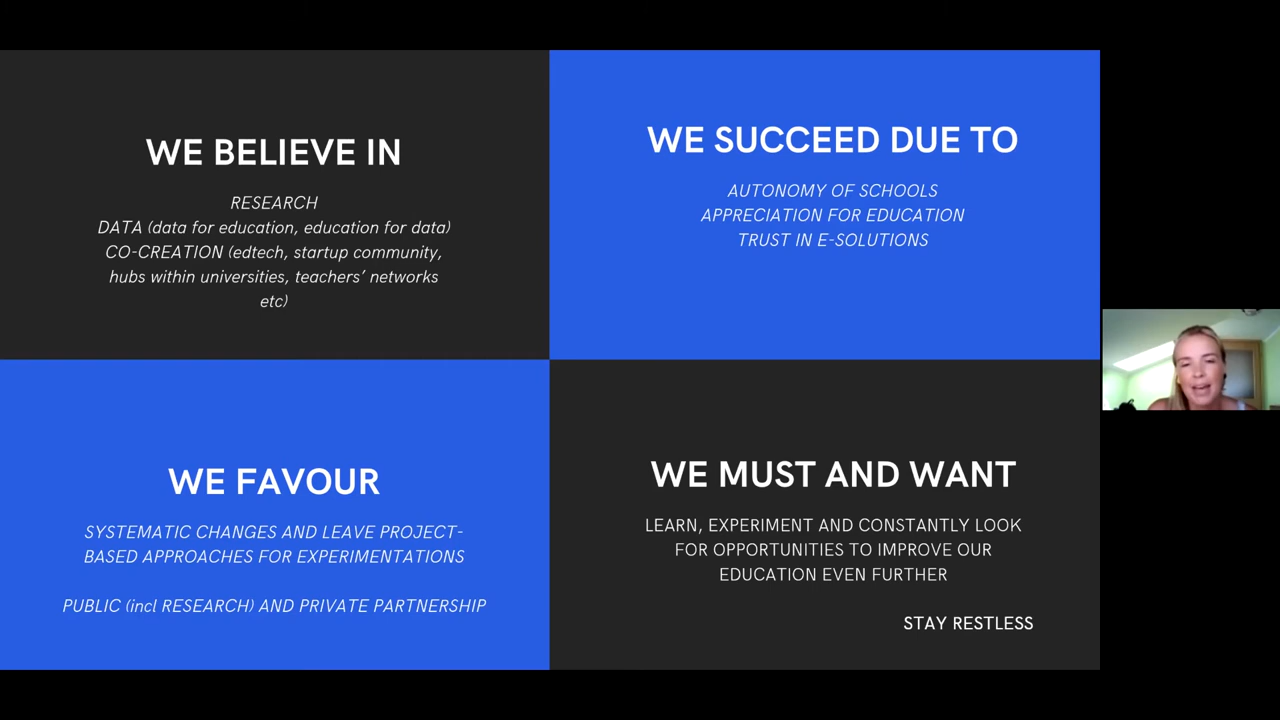 WE BELIEVE IN
RESEARCH
DATA (data for education, education for data)
CO-CREATION (edtech, startup community,
hubs within universities, teachers’ networks
etc)
WE SUCCEED DUE TO
AUTONOMY OF SCHOOLS
APPRECIATION FOR EDUCATION
TRUST IN E-SOLUTIONS
WE FAVOUR
SYSTEMATIC CHANGES AND LEAVE PROJECT-
BASED APPROACHES FOR EXPERIMENTATIONS
PUBLIC (incl RESEARCH) AND PRIVATE PARTNERSHIP
WE MUST AND WANT
LEARN, EXPERIMENT AND CONSTANTLY LOOK
FOR OPPORTUNITIES TO IMPROVE OUR
EDUCATION EVEN FURTHER
STAY RESTLESS